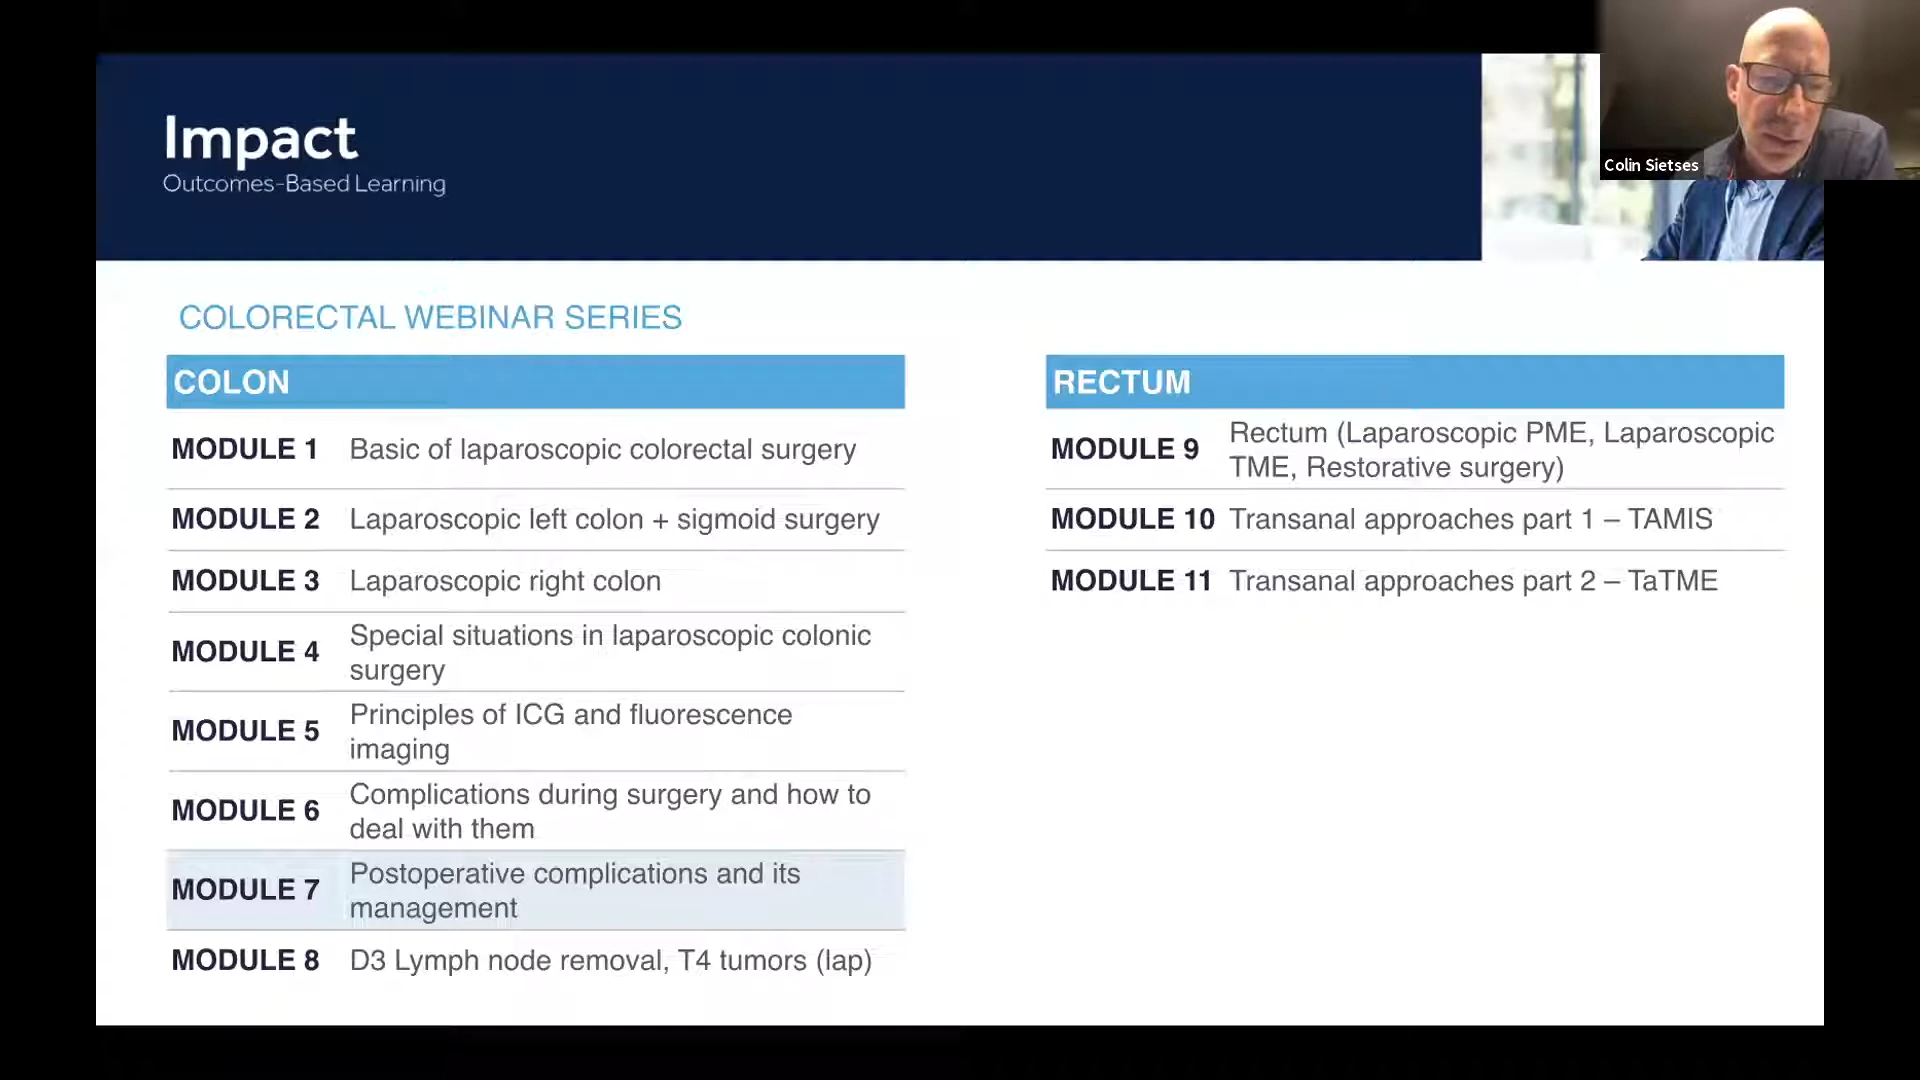 Impact
Outcomes-Based Learning
Colin Sietses
COLORECTAL WEBINAR SERIES
COLON
MODULE 1 Basic of laparoscopic colorectal surgery
MODULE 2 Laparoscopic left colon + sigmoid surgery
MODULE 3 Laparoscopic right colon
MODULE 4 Special situations in laparoscopic colonic
surgery
MODULE 5 Principles of ICG and fluorescence
imaging
MODULE 6 Complications during surgery and how to
deal with them
MODULE 7 Postoperative complications and its
management
MODULE 8 D3 Lymph node removal, T4 tumors (lap)
RECTUM
MODULE 9 Rectum (Laparoscopic PME, Laparoscopic
TME, Restorative surgery)
MODULE 10 Transanal approaches part 1 – TAMIS
MODULE 11 Transanal approaches part 2 – TaTME